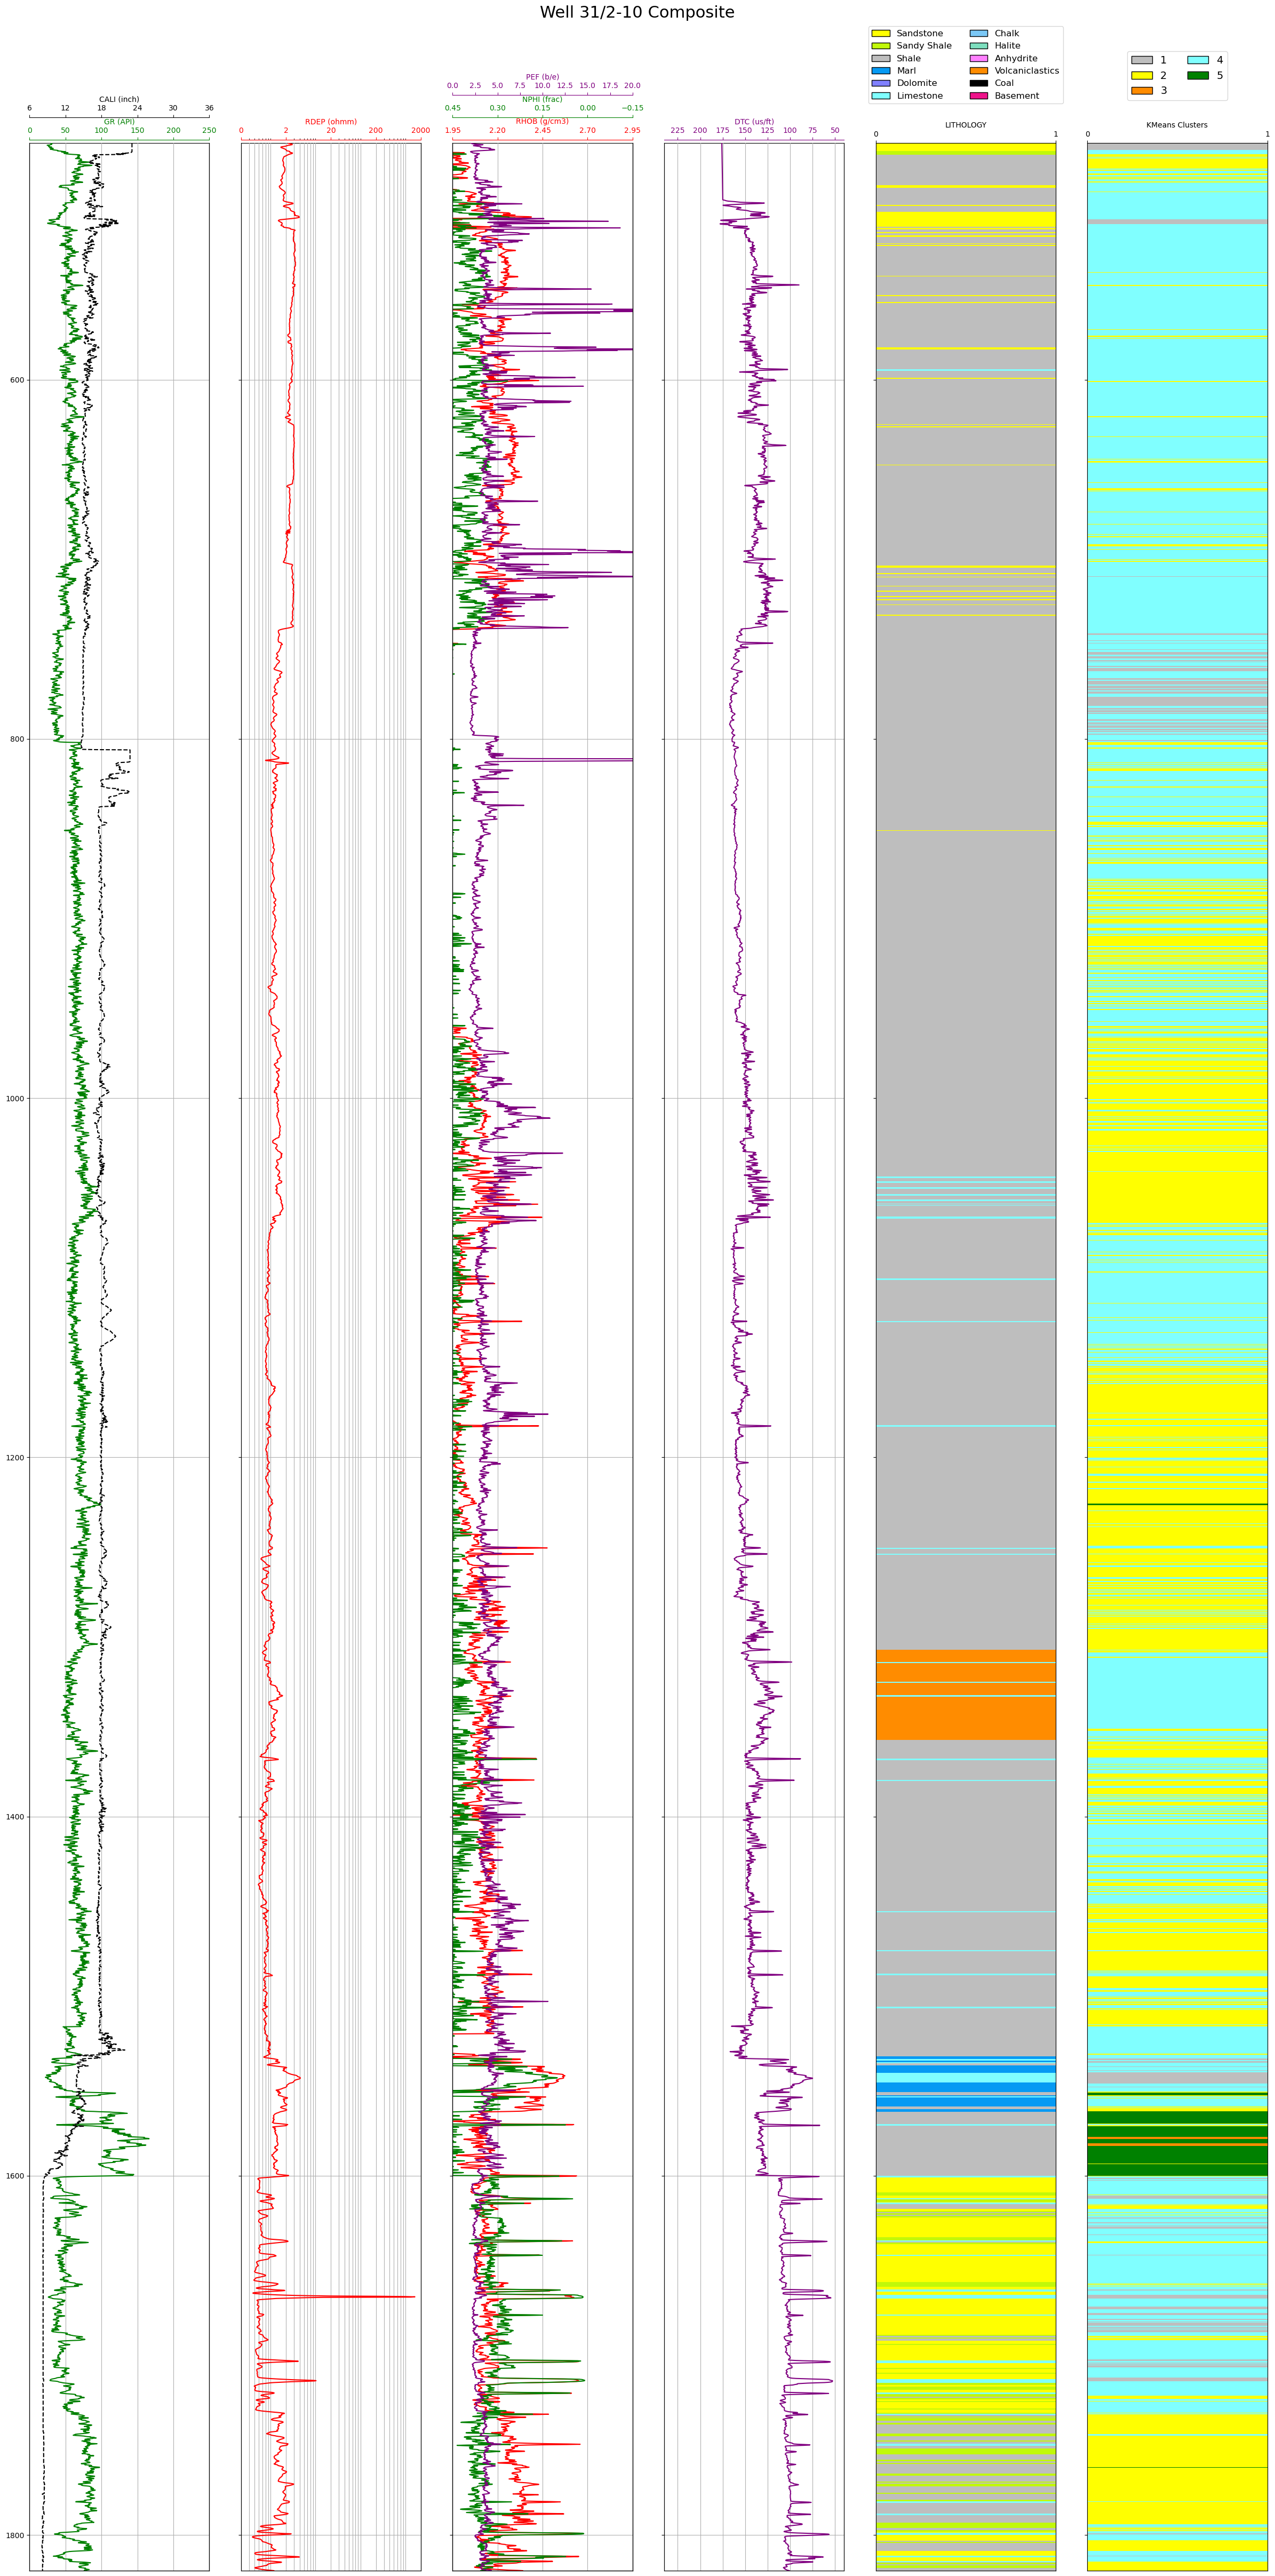 Well 31/2-10 Composite
Sandstone Chalk
Sandy Shale Halite
Shale Anhydrite
Marl Volcaniclastics
Dolomite Coal
Limestone Basement
1 4
2 5
3
PEF (b/e)
0.0 2.5 5.0 7.5 10.0 12.5 15.0 17.5 20.0
CALI (inch)
6 12 18 24 30 36
NPHI (frac)
0.45 0.30 0.15 0.00 −0.15
GR (API)
0 50 100 150 200 250
RDEP (ohmm)
0 2 20 200 2000
RHOB (g/cm3)
1.95 2.20 2.45 2.70 2.95
DTC (us/ft)
225 200 175 150 125 100 75 50
LITHOLOGY
0 1
KMeans Clusters
0 1
600
800
1000
1200
1400
1600
1800